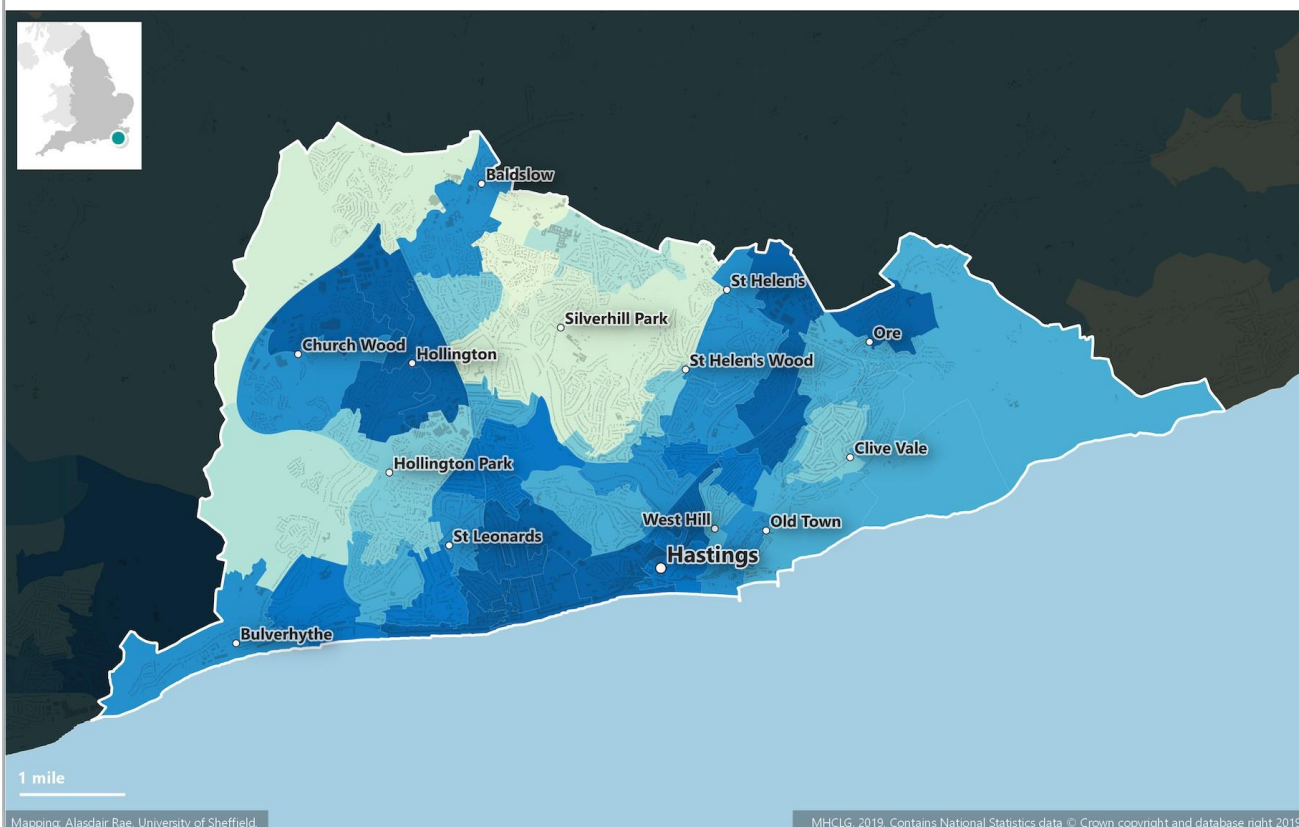 Baldslow
St Helen's
Silverhill Park
Ore
Church Wood
Hollington
St Helen's Wood
Clive Vale
Hollington Park
West Hill
Old Town
St Leonards
Hastings
Bulverhythe
1 mile
Mapping: Alasdair Rae, University of Sheffield.
MHCLG, 2019. Contains National Statistics data © Crown copyright and database right 2019